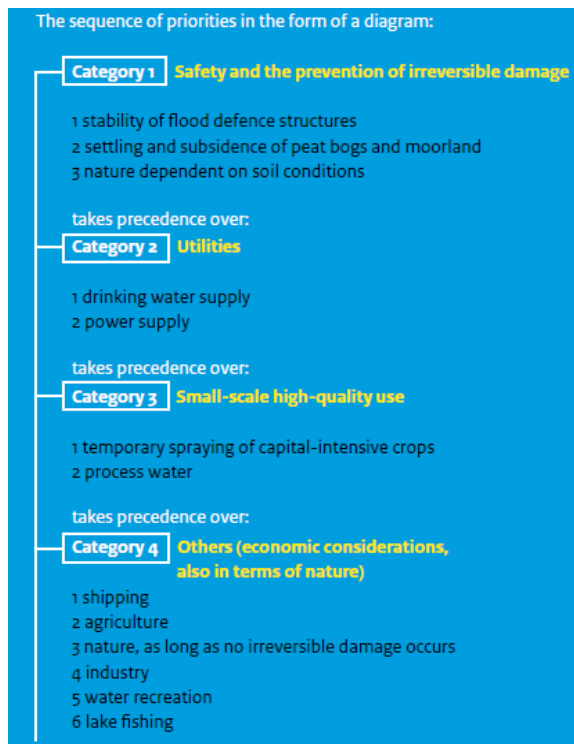 The sequence of priorities in the form of a diagram:
Category 1 Safety and the prevention of irreversible damage
1 stability of flood defence structures
2 settling and subsidence of peat bogs and moorland
3 nature dependent on soil conditions
takes precedence over:
Category 2 Utilities
1 drinking water supply
2 power supply
takes precedence over:
Category 3 Small-scale high-quality use
1 temporary spraying of capital-intensive crops
2 process water
takes precedence over:
Category 4 Others (economic considerations,
also in terms of nature)
1 shipping
2 agriculture
3 nature, as long as no irreversible damage occurs
4 industry
5 water recreation
6 lake fishing